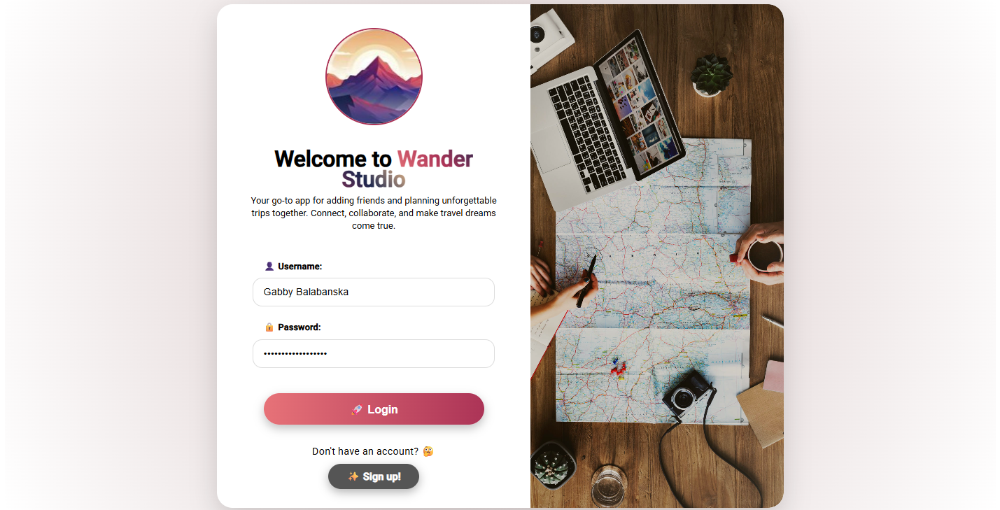 Welcome to Wander
Studio
Your go-to app for adding friends and planning unforgettable
trips together. Connect, collaborate, and make travel dreams
come true.
👤 Username:
Gabby Balabanska
🔒 Password:
••••••••••••••••••
🚀 Login
Don't have an account? 🤔
✨ Sign up!